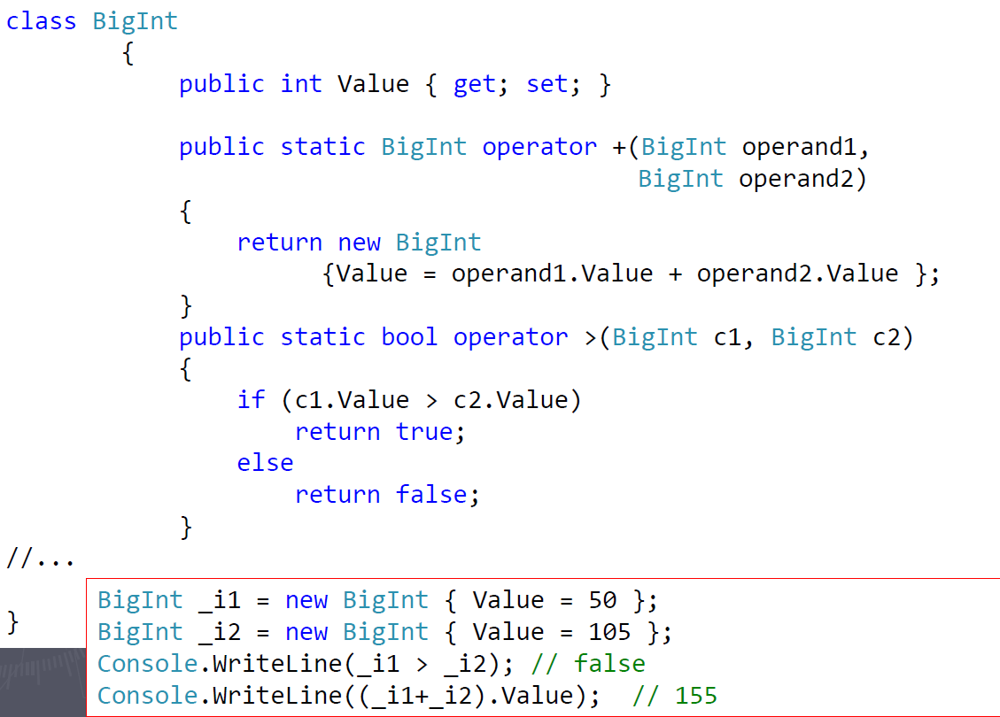 class BigInt
{
public int Value { get; set; }
public static BigInt operator +(BigInt operand1,
BigInt operand2)
{
return new BigInt
{Value = operand1.Value + operand2.Value };
}
public static bool operator >(BigInt c1, BigInt c2)
{
if (c1.Value > c2.Value)
return true;
else
return false;
}
//...
}
BigInt _i1 = new BigInt { Value = 50 };
BigInt _i2 = new BigInt { Value = 105 };
Console.WriteLine(_i1 > _i2); // false
Console.WriteLine((_i1+_i2).Value);  // 155